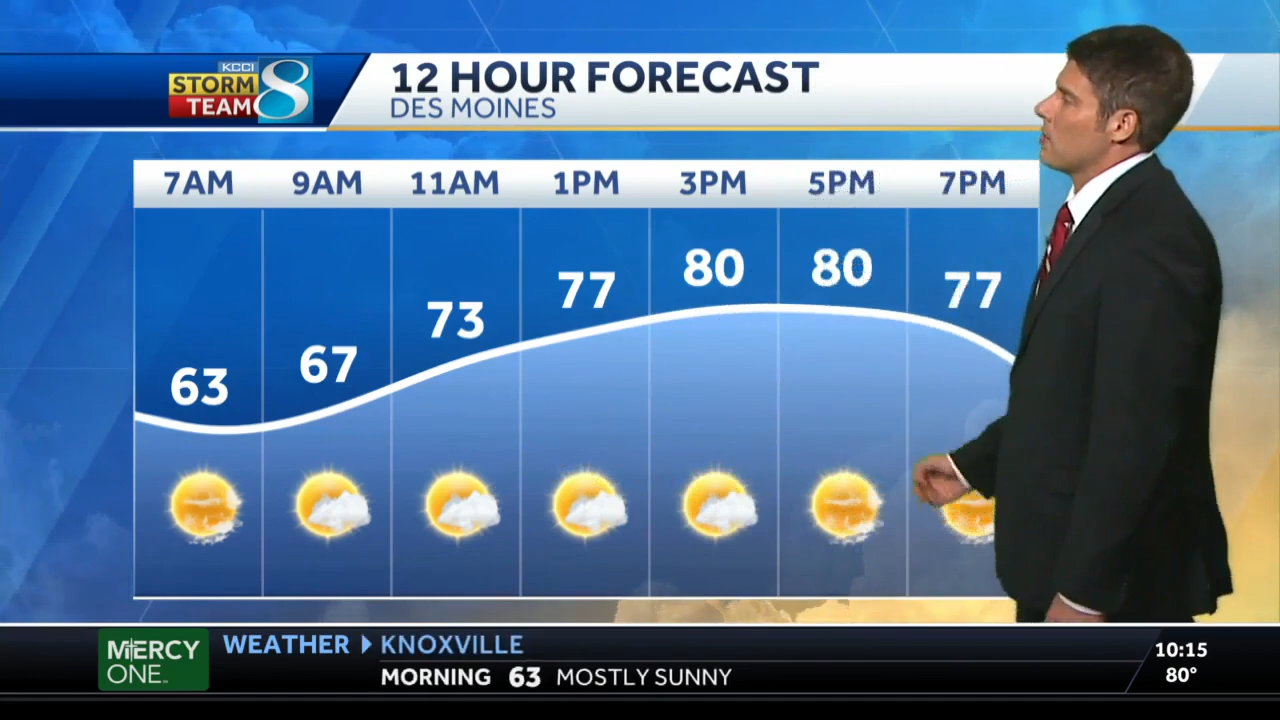 KCCI
STORM
TEAM 8
12 HOUR FORECAST
DES MOINES
7AM 9AM 11AM 1PM 3PM 5PM 7PM
63 67 73 77 80 80 77
MERCY
ONE
WEATHER KNOXVILLE
MORNING 63 MOSTLY SUNNY
10:15
80°